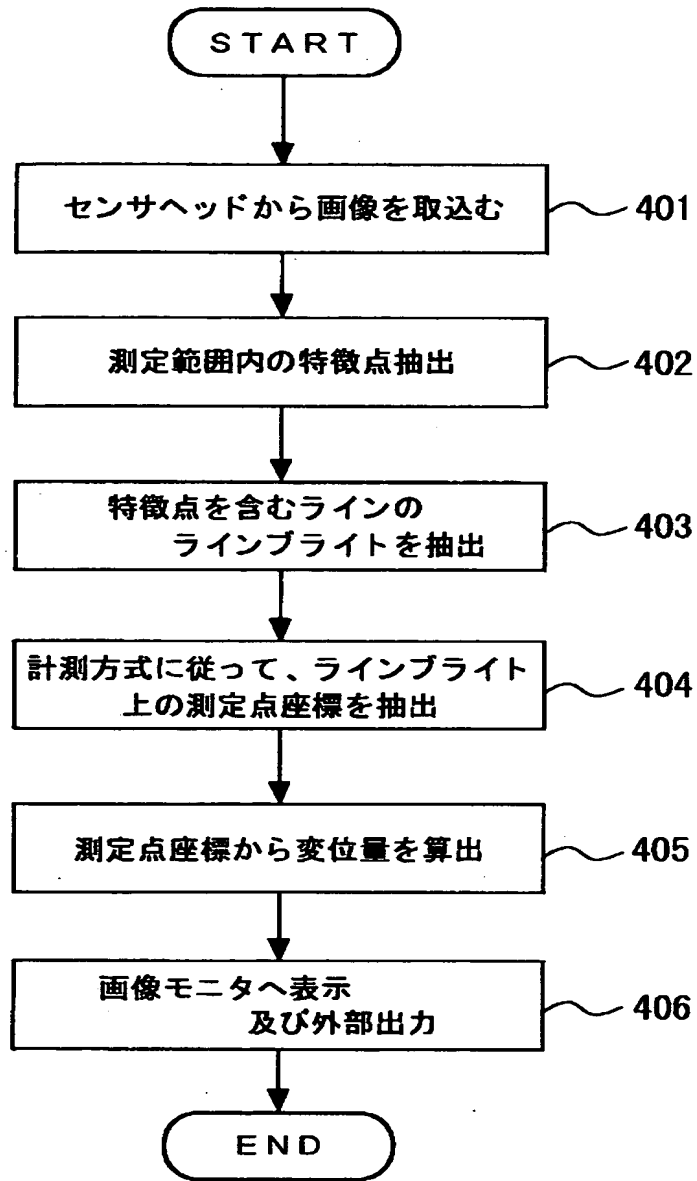 START
センサヘッドから画像を取込む
401
測定範囲内の特徴点抽出
402
特徴点を含むラインの
ラインブライトを抽出
403
計測方式に従って、ラインブライト
上の測定点座標を抽出
404
測定点座標から変位量を算出
405
画像モニタへ表示
及び外部出力
406
END